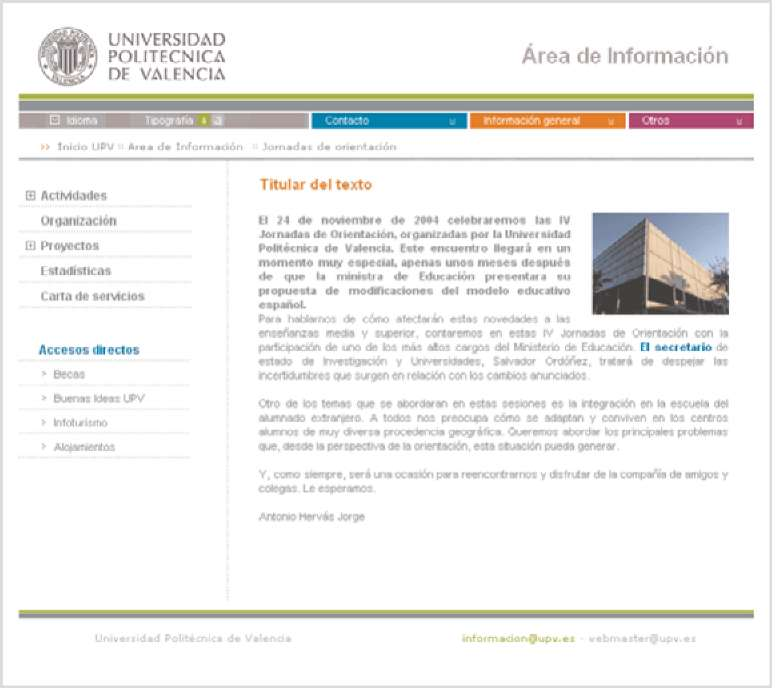 UNIVERSIDAD
POLITECNICA
DE VALENCIA
Área de Información
Idioma Tipografía Contacto Información general Otros
>> Inicio UPV :: Area de Información :: Jornadas de orientación
Actividades
Organización
Proyectos
Estadísticas
Carta de servicios
Accesos directos
> Becas
> Buenas Ideas UPV
> Infoturismo
> Alojamientos
Titular del texto
El 24 de noviembre de 2004 celebraremos las IV
Jornadas de Orientación, organizadas por la Universidad
Politécnica de Valencia. Este encuentro llegará en un
momento muy especial, apenas unos meses después
de que la ministra de Educación presentara su
propuesta de modificaciones del modelo educativo
español.
Para hablarnos de cómo afectarán estas novedades a las
enseñanzas media y superior, contaremos en estas IV Jornadas de Orientación con la
participación de uno de los más altos cargos del Ministerio de Educación. El secretario de
estado de Investigación y Universidades, Salvador Ordóñez, tratará de despejar las
incertidumbres que surgen en relación con los cambios anunciados.
Otro de los temas que se abordaran en estas sesiones es la integración en la escuela del
alumnado extranjero. A todos nos preocupa cómo se adaptan y conviven en los centros
alumnos de muy diversa procedencia geográfica. Queremos abordar los principales problemas
que, desde la perspectiva de la orientación, esta situación pueda generar.
Y, como siempre, será una ocasión para reencontrarnos y disfrutar de la compañía de amigos y
colegas. Le esperamos.
Antonio Hervás Jorge
Universidad Politécnica de Valencia
informacion@upv.es - webmaster@upv.es